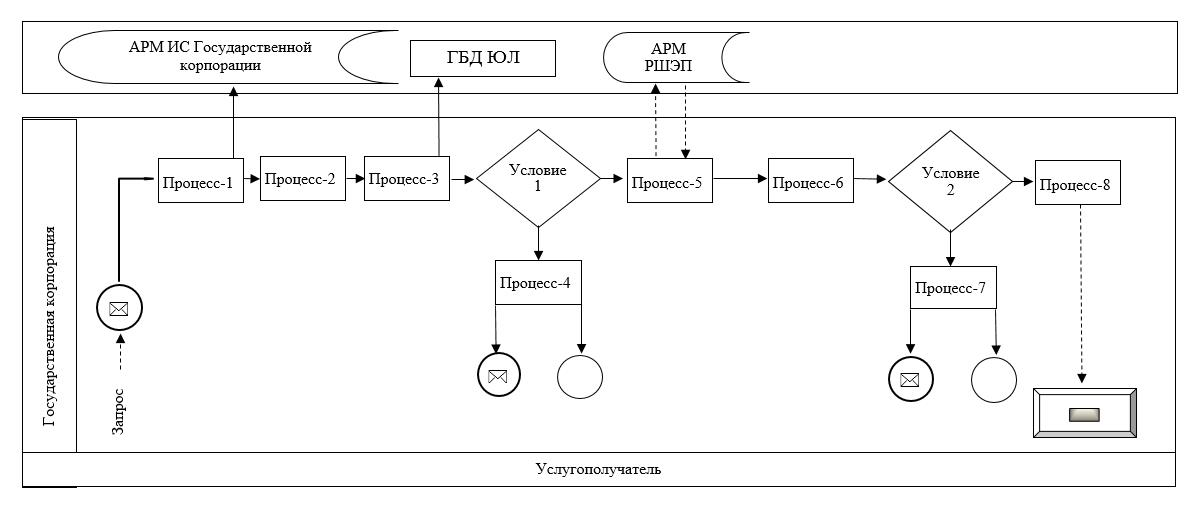 АРМ ИС Государственной
корпорации
ГБД ЮЛ
АРМ
РШЭП
Государственная корпорация
Запрос
Процесс-1
Процесс-2
Процесс-3
Условие
1
Процесс-5
Процесс-6
Условие
2
Процесс-8
Процесс-4
Процесс-7
Услугополучатель